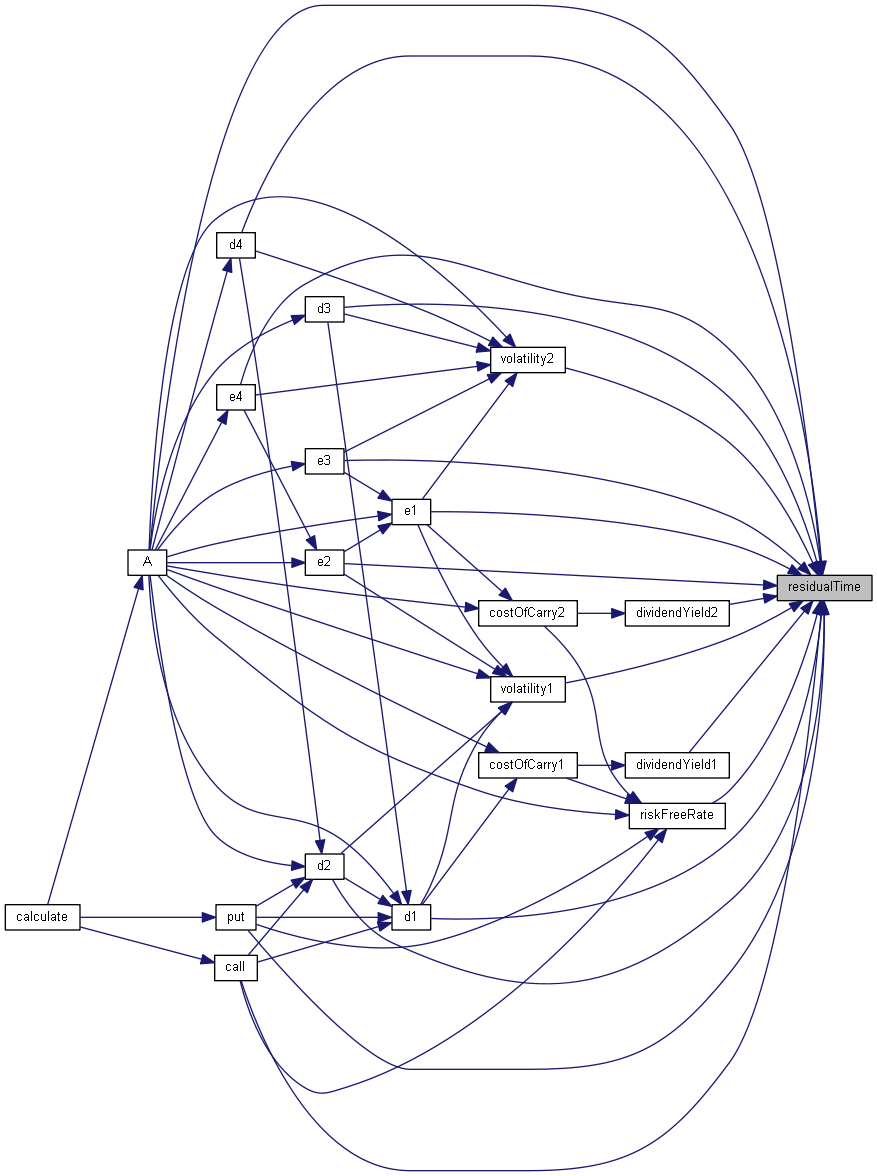 d4
d3
volatility2
e4
e3
e1
A
e2
residualTime
costOfCarry2
dividendYield2
volatility1
costOfCarry1
dividendYield1
riskFreeRate
d2
calculate
put
d1
call